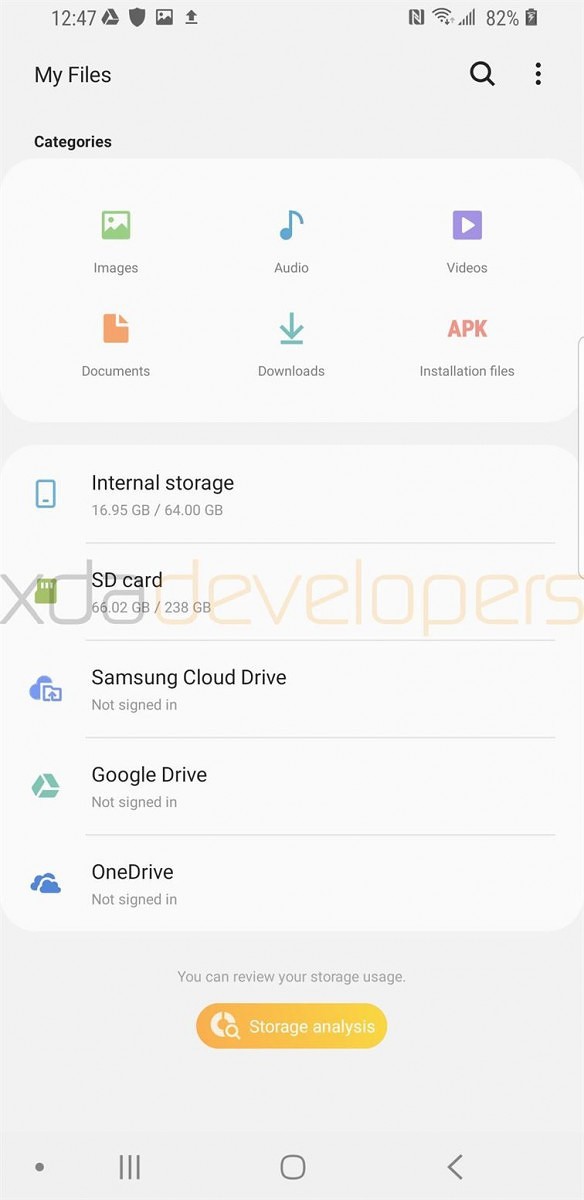 12:47 82%
My Files
Categories
Images Audio Videos
APK
Documents Downloads Installation files
Internal storage
16.95 GB / 64.00 GB
SD card
xdadevelopers
66.02 GB / 238 GB
Samsung Cloud Drive
Not signed in
Google Drive
Not signed in
OneDrive
Not signed in
You can review your storage usage.
Storage analysis